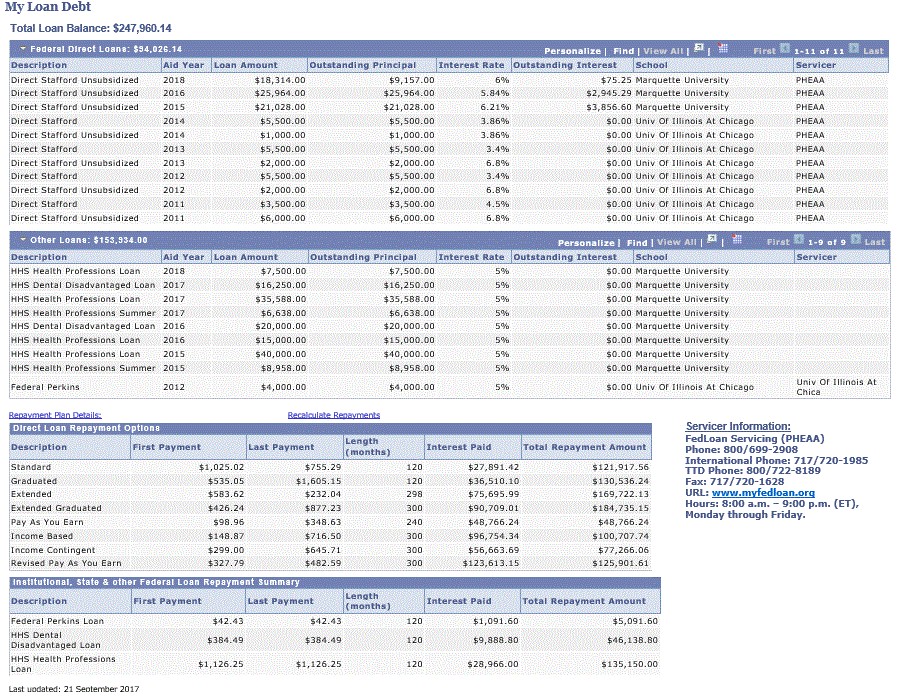 My Loan Debt
Total Loan Balance: $247,960.14
Federal Direct Loans: $94,026.14 Personalize | Find | View All | | First 1-11 of 11 Last
Description Aid Year Loan Amount Outstanding Principal Interest Rate Outstanding Interest School Servicer
Direct Stafford Unsubsidized 2018 $18,314.00 $9,157.00 6% $75.25 Marquette University PHEAA
Direct Stafford Unsubsidized 2016 $25,964.00 $25,964.00 5.84% $2,945.29 Marquette University PHEAA
Direct Stafford Unsubsidized 2015 $21,028.00 $21,028.00 6.21% $3,856.60 Marquette University PHEAA
Direct Stafford 2014 $5,500.00 $5,500.00 3.86% $0.00 Univ Of Illinois At Chicago PHEAA
Direct Stafford Unsubsidized 2014 $1,000.00 $1,000.00 3.86% $0.00 Univ Of Illinois At Chicago PHEAA
Direct Stafford 2013 $5,500.00 $5,500.00 3.4% $0.00 Univ Of Illinois At Chicago PHEAA
Direct Stafford Unsubsidized 2013 $2,000.00 $2,000.00 6.8% $0.00 Univ Of Illinois At Chicago PHEAA
Direct Stafford 2012 $5,500.00 $5,500.00 3.4% $0.00 Univ Of Illinois At Chicago PHEAA
Direct Stafford Unsubsidized 2012 $2,000.00 $2,000.00 6.8% $0.00 Univ Of Illinois At Chicago PHEAA
Direct Stafford 2011 $3,500.00 $3,500.00 4.5% $0.00 Univ Of Illinois At Chicago PHEAA
Direct Stafford Unsubsidized 2011 $6,000.00 $6,000.00 6.8% $0.00 Univ Of Illinois At Chicago PHEAA
Other Loans: $153,934.00 Personalize | Find | View All | | First 1-9 of 9 Last
Description Aid Year Loan Amount Outstanding Principal Interest Rate Outstanding Interest School Servicer
HHS Health Professions Loan 2018 $7,500.00 $7,500.00 5% $0.00 Marquette University
HHS Dental Disadvantaged Loan 2017 $16,250.00 $16,250.00 5% $0.00 Marquette University
HHS Health Professions Loan 2017 $35,588.00 $35,588.00 5% $0.00 Marquette University
HHS Health Professions Summer 2017 $6,638.00 $6,638.00 5% $0.00 Marquette University
HHS Dental Disadvantaged Loan 2016 $20,000.00 $20,000.00 5% $0.00 Marquette University
HHS Health Professions Loan 2016 $15,000.00 $15,000.00 5% $0.00 Marquette University
HHS Health Professions Loan 2015 $40,000.00 $40,000.00 5% $0.00 Marquette University
HHS Health Professions Summer 2015 $8,958.00 $8,958.00 5% $0.00 Marquette University
Federal Perkins 2012 $4,000.00 $4,000.00 5% $0.00 Univ Of Illinois At Chicago Univ Of Illinois At
Chica
Repayment Plan Details: Recalculate Repayments
Direct Loan Repayment Options
Description First Payment Last Payment Length
(months) Interest Paid Total Repayment Amount
Standard $1,025.02 $755.29 120 $27,891.42 $121,917.56
Graduated $535.05 $1,605.15 120 $36,510.10 $130,536.24
Extended $583.62 $232.04 298 $75,695.99 $169,722.13
Extended Graduated $426.24 $877.23 300 $90,709.01 $184,735.15
Pay As You Earn $98.96 $348.63 240 $48,766.24 $48,766.24
Income Based $148.87 $716.50 300 $96,754.34 $100,707.74
Income Contingent $299.00 $645.71 300 $56,663.69 $77,266.06
Revised Pay As You Earn $327.79 $482.59 300 $123,613.15 $125,901.61
Servicer Information:
FedLoan Servicing (PHEAA)
Phone: 800/699-2908
International Phone: 717/720-1985
TTD Phone: 800/722-8189
Fax: 717/720-1628
URL: www.myfedloan.org
Hours: 8:00 a.m. – 9:00 p.m. (ET),
Monday through Friday.
Institutional, State & other Federal Loan Repayment Summary
Description First Payment Last Payment Length
(months) Interest Paid Total Repayment Amount
Federal Perkins Loan $42.43 $42.43 120 $1,091.60 $5,091.60
HHS Dental
Disadvantaged Loan $384.49 $384.49 120 $9,888.80 $46,138.80
HHS Health Professions
Loan $1,126.25 $1,126.25 120 $28,966.00 $135,150.00
Last updated: 21 September 2017